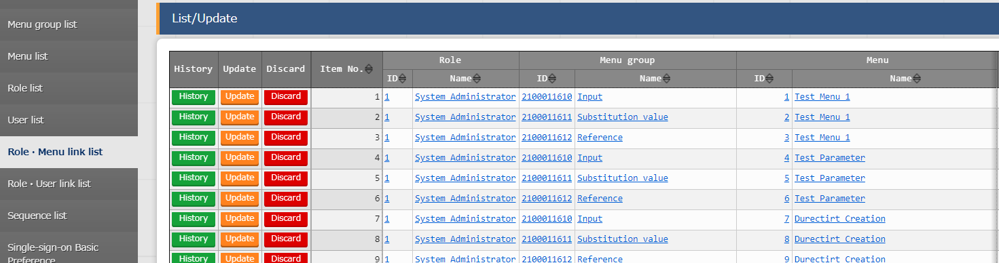 Menu group list
Menu list
Role list
User list
Role・Menu link list
Role・User link list
Sequence list
Single-sign-on Basic
Preference
List/Update
History Update Discard Item No. Role Menu group Menu
ID Name ID Name ID Name
History Update Discard 1 1 System Administrator 2100011610 Input 1 Test Menu 1
History Update Discard 2 1 System Administrator 2100011611 Substitution value 2 Test Menu 1
History Update Discard 3 1 System Administrator 2100011612 Reference 3 Test Menu 1
History Update Discard 4 1 System Administrator 2100011610 Input 4 Test Parameter
History Update Discard 5 1 System Administrator 2100011611 Substitution value 5 Test Parameter
History Update Discard 6 1 System Administrator 2100011612 Reference 6 Test Parameter
History Update Discard 7 1 System Administrator 2100011610 Input 7 Durectirt Creation
History Update Discard 8 1 System Administrator 2100011611 Substitution value 8 Durectirt Creation
History Update Discard 9 1 System Administrator 2100011612 Reference 9 Durectirt Creation